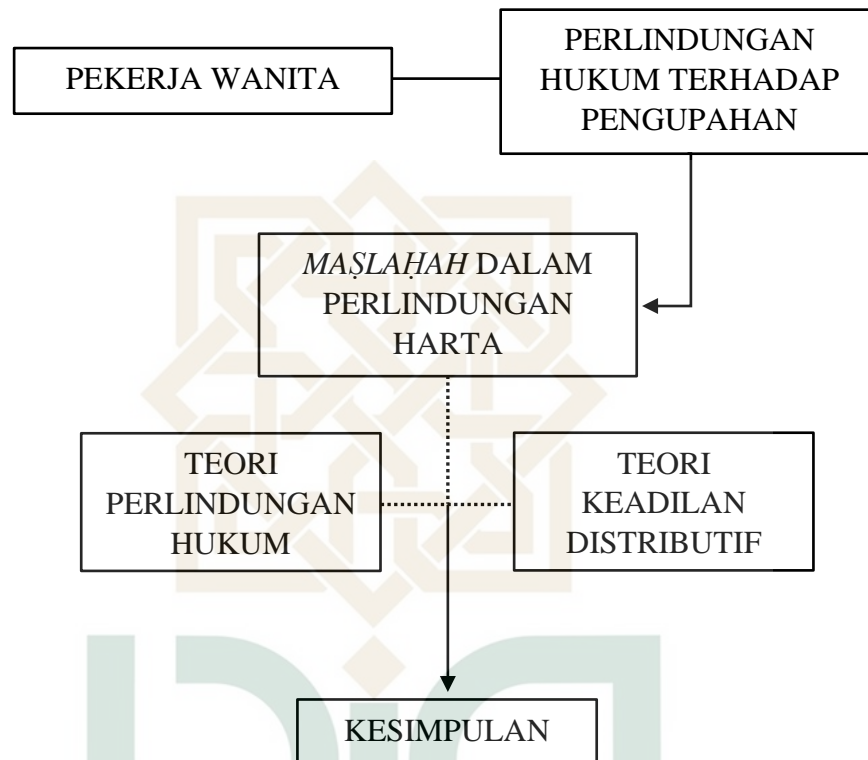 PEKERJA WANITA
PERLINDUNGAN
HUKUM TERHADAP
PENGUPAHAN
MAṢLAḤAH DALAM
PERLINDUNGAN
HARTA
TEORI
PERLINDUNGAN
HUKUM
TEORI
KEADILAN
DISTRIBUTIF
KESIMPULAN